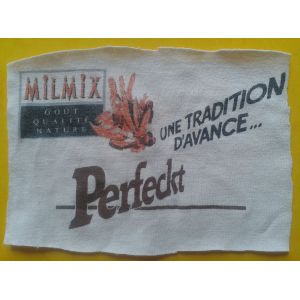 MILMIX
GOÛT
QUALITÉ
NATURE
UNE TRADITION
D'AVANCE...
Perfeckt